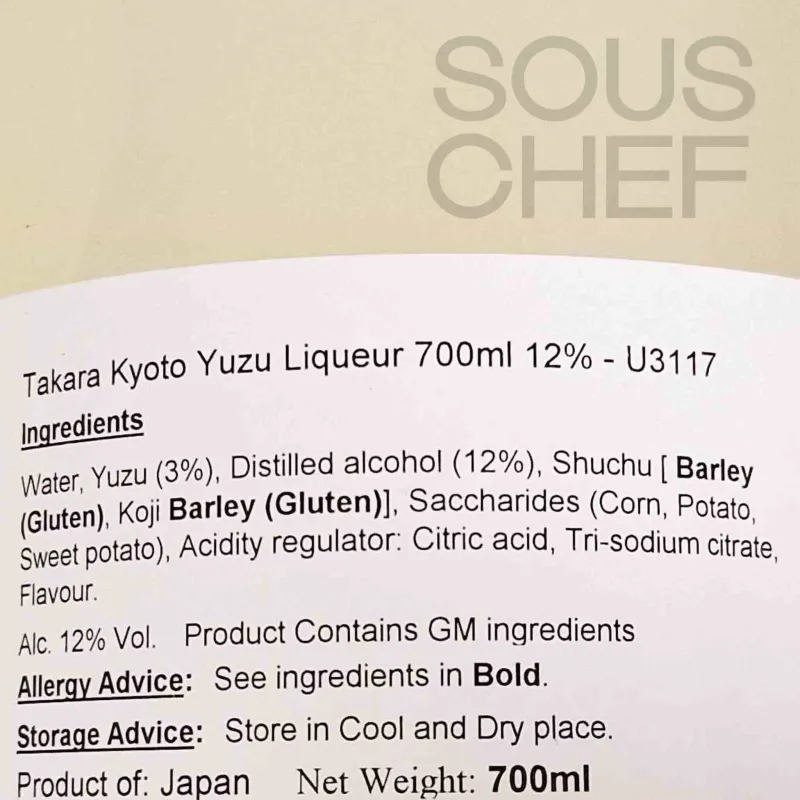 SOUS
CHEF
Takara Kyoto Yuzu Liqueur 700ml 12% - U3117
Ingredients
Water, Yuzu (3%), Distilled alcohol (12%), Shuchu [ Barley
(Gluten), Koji Barley (Gluten)], Saccharides (Corn, Potato,
Sweet potato), Acidity regulator: Citric acid, Tri-sodium citrate,
Flavour.
Alc. 12% Vol. Product Contains GM ingredients
Allergy Advice: See ingredients in Bold.
Storage Advice: Store in Cool and Dry place.
Product of: Japan Net Weight: 700ml